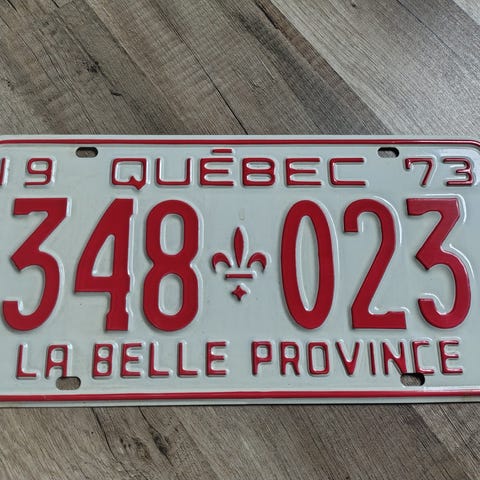 19 QUÉBEC 73
348 ⚜ 023
LA BELLE PROVINCE